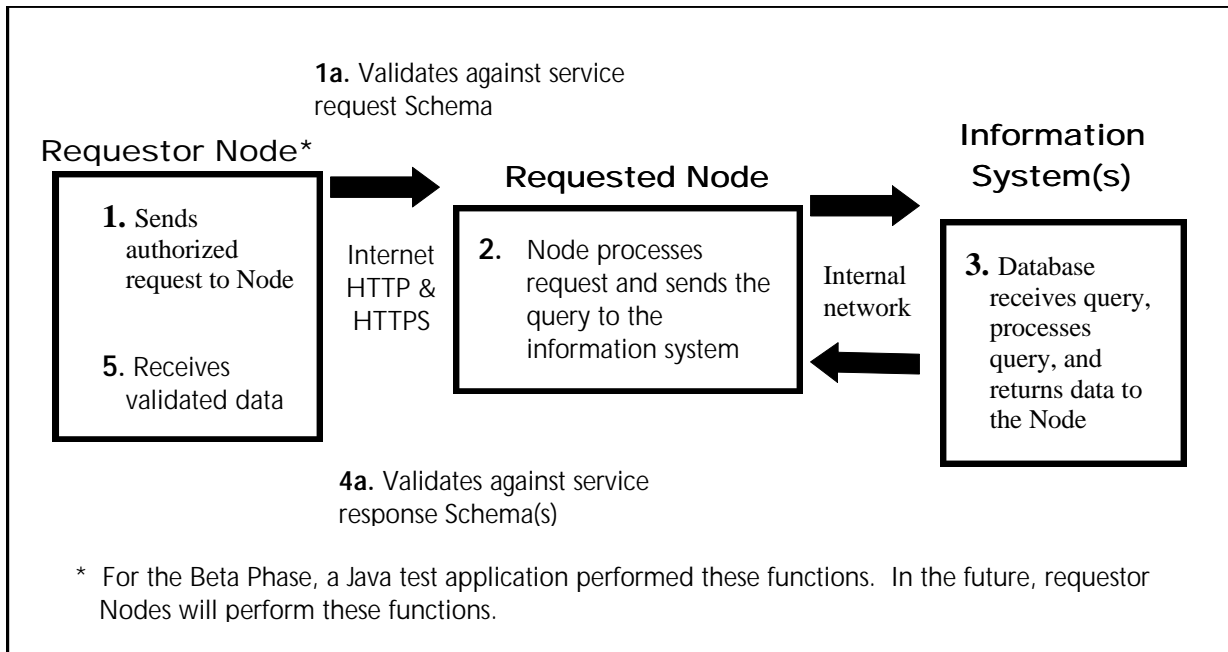 1a. Validates against service
request Schema
Requestor Node*
1. Sends
authorized
request to Node
5. Receives
validated data
Internet
HTTP &
HTTPS
Requested Node
2. Node processes
request and sends the
query to the
information system
Internal
network
Information
System(s)
3. Database
receives query,
processes
query, and
returns data to
the Node
4a. Validates against service
response Schema(s)
* For the Beta Phase, a Java test application performed these functions. In the future, requestor
Nodes will perform these functions.